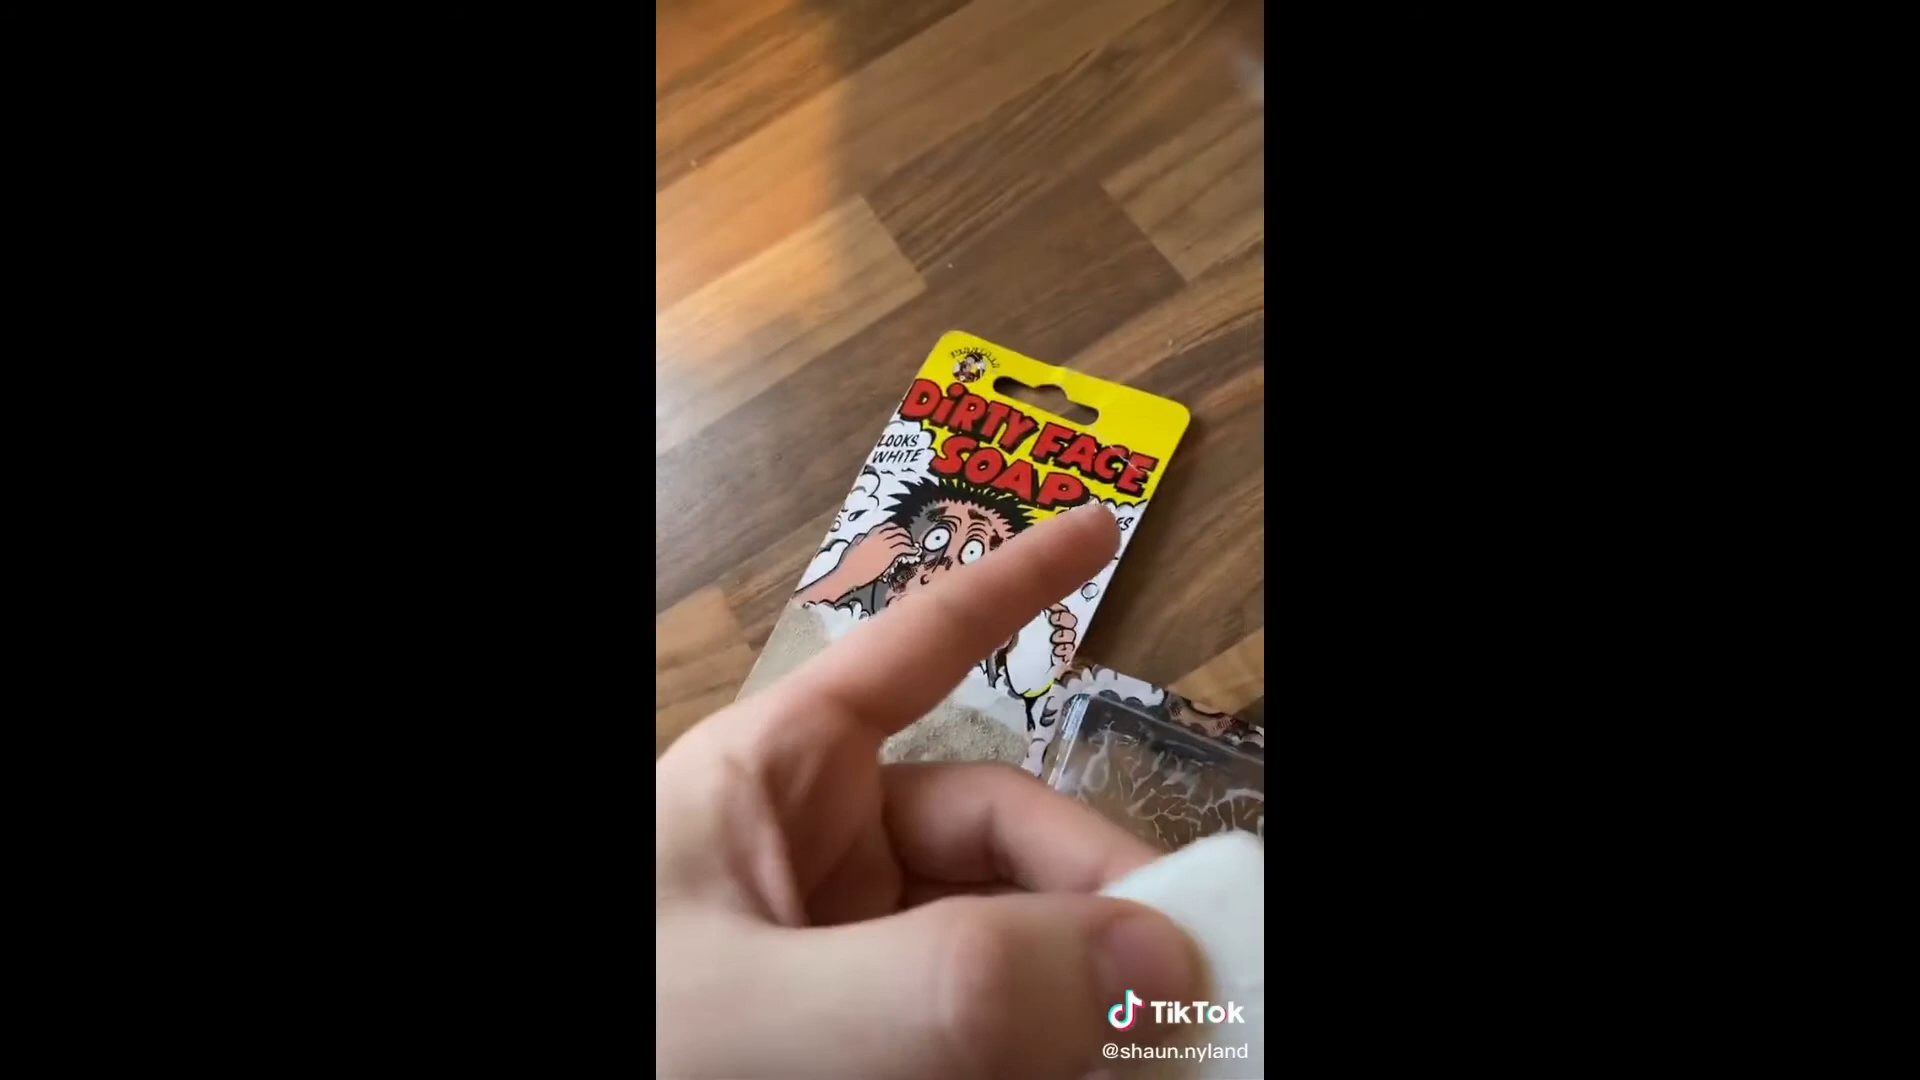 DiRTY FACE
SOAP
LOOKS
WHITE
TikTok
@shaun.nyland